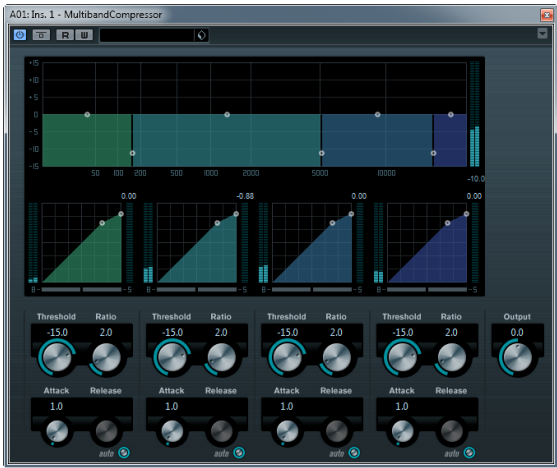 A01: Ins. 1 - MultibandCompressor
R W
+15
+10
+5
0
-5
-10
-15
50 100 200 500 1000 2000 5000 10000
-10.0
0.00 -0.88 0.00 0.00
B S B S B S B S
Threshold Ratio Threshold Ratio Threshold Ratio Threshold Ratio Output
-15.0 2.0 -15.0 2.0 -15.0 2.0 -15.0 2.0 0.0
Attack Release Attack Release Attack Release Attack Release
1.0 1.0 1.0 1.0
auto auto auto auto